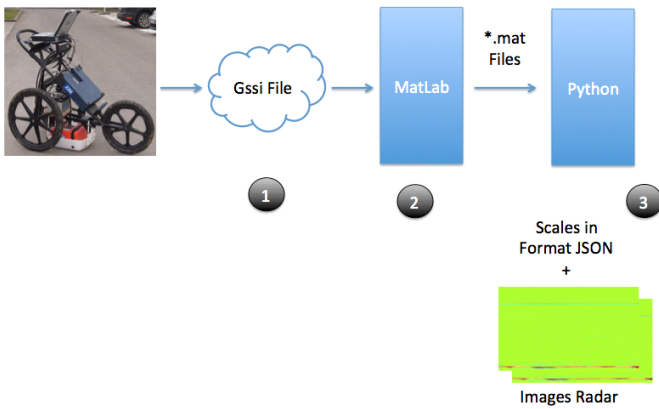 *.mat
Files
Gssi File
MatLab
Python
1
2
3
Scales in
Format JSON
+
Images Radar